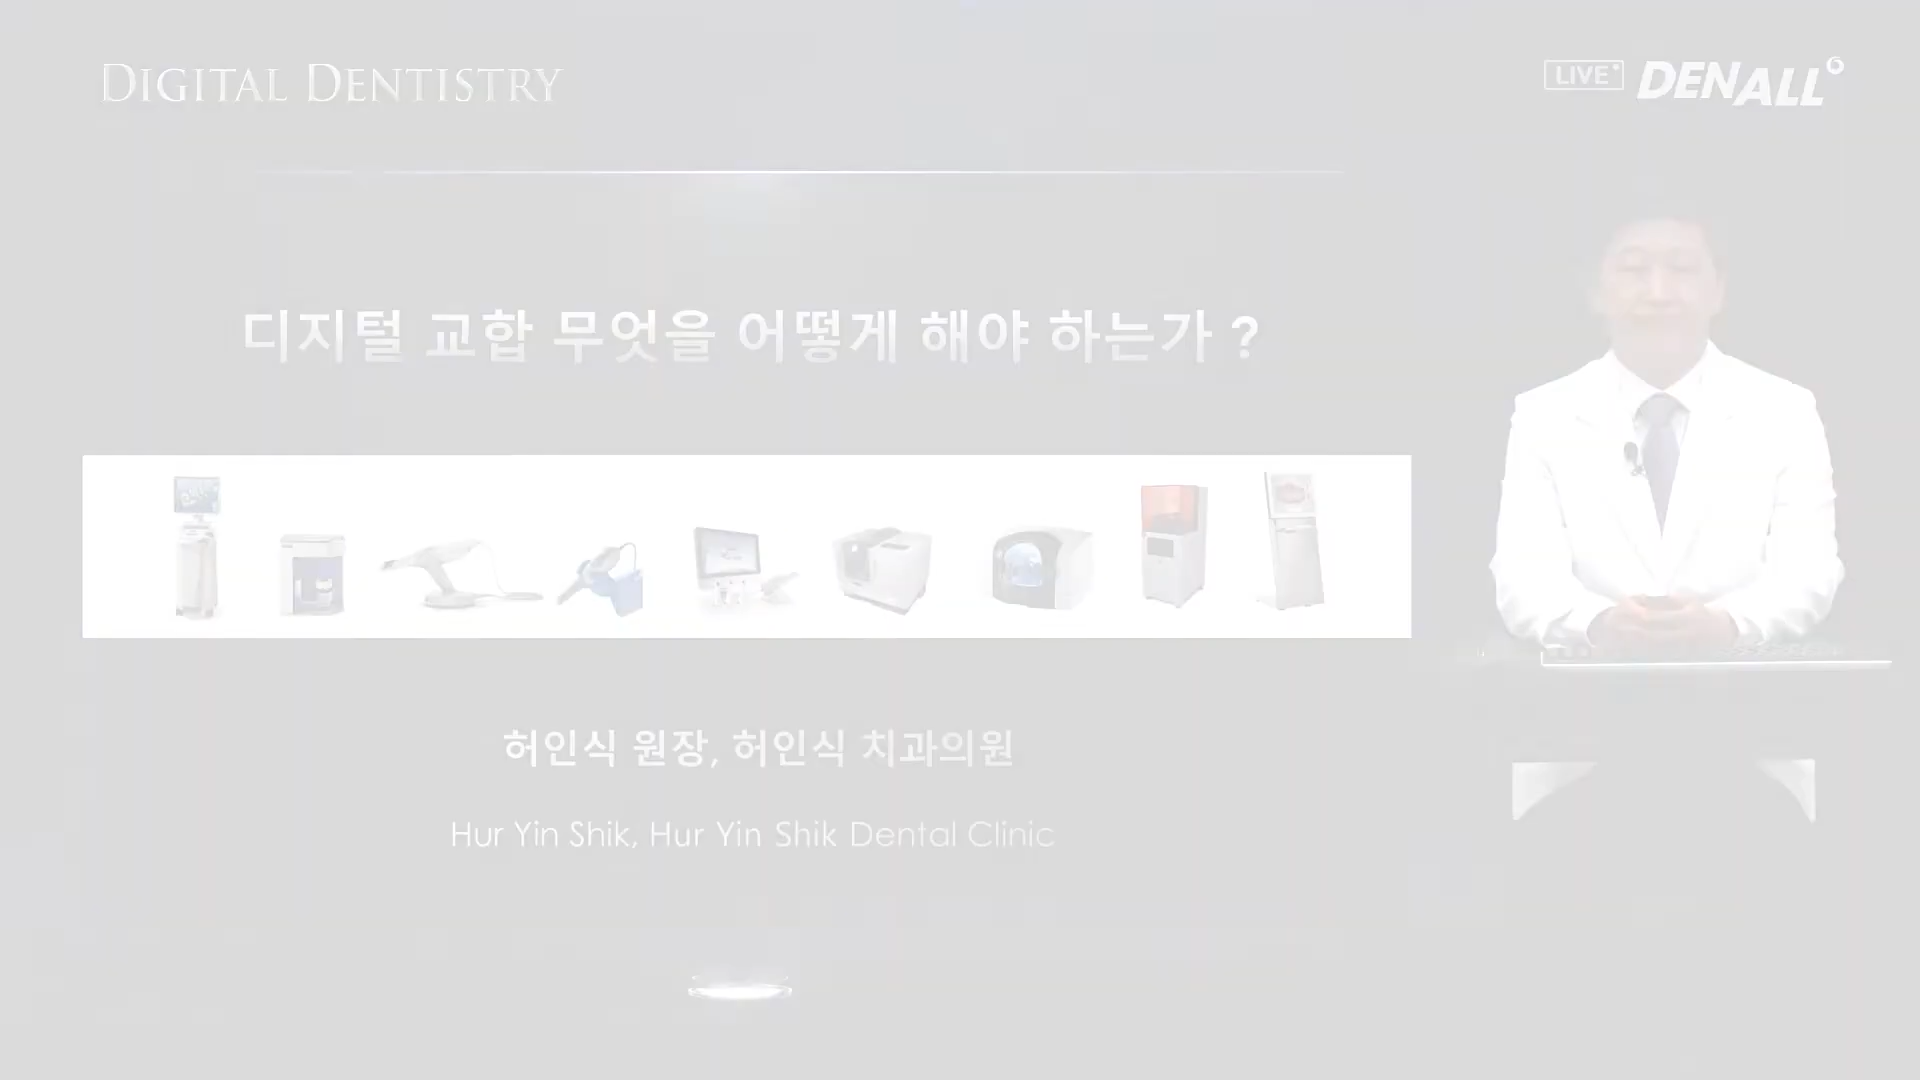 DIGITAL DENTISTRY
LIVE DENALL
디지털 교합 무엇을 어떻게 해야 하는가 ?
허인식 원장, 허인식 치과의원
Hur Yin Shik, Hur Yin Shik Dental Clinic